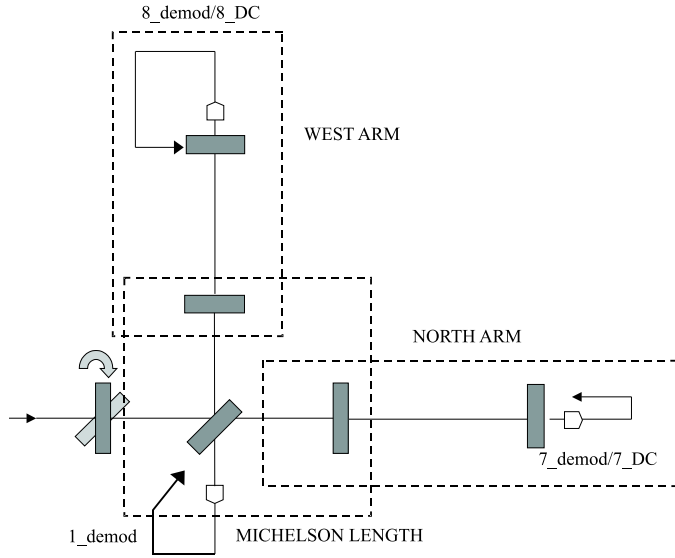 8_demod/8_DC
WEST ARM
NORTH ARM
7_demod/7_DC
1_demod
MICHELSON LENGTH